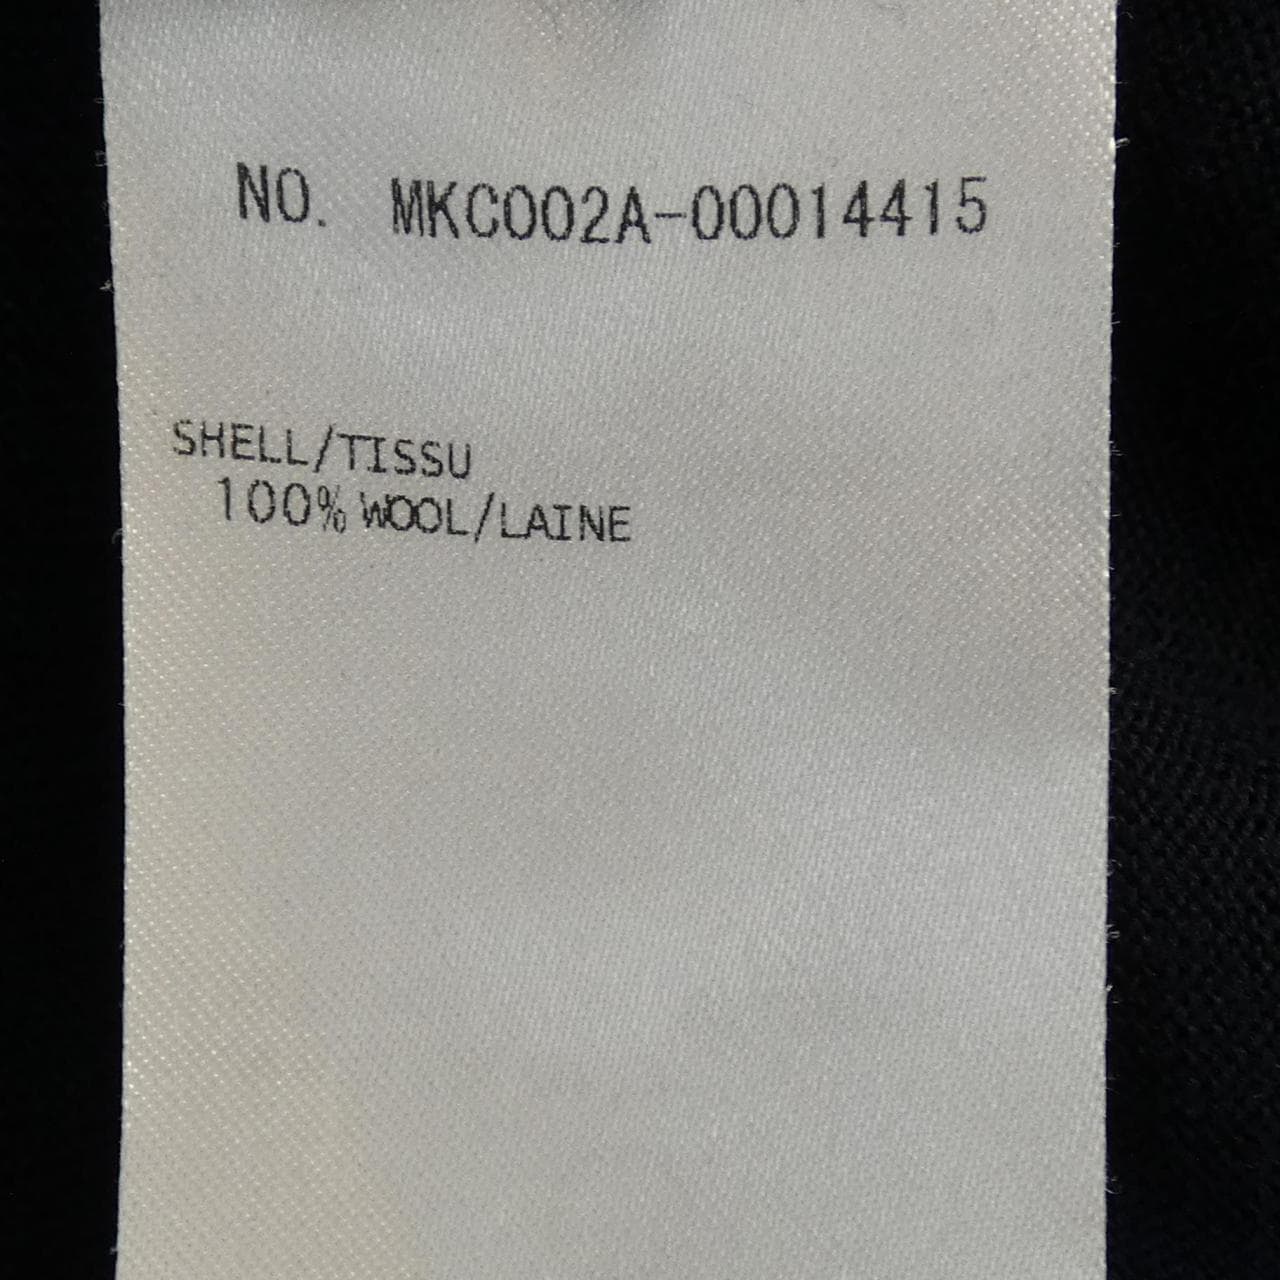 NO. MKC002A-00014415
SHELL/TISSU
100% WOOL/LAINE